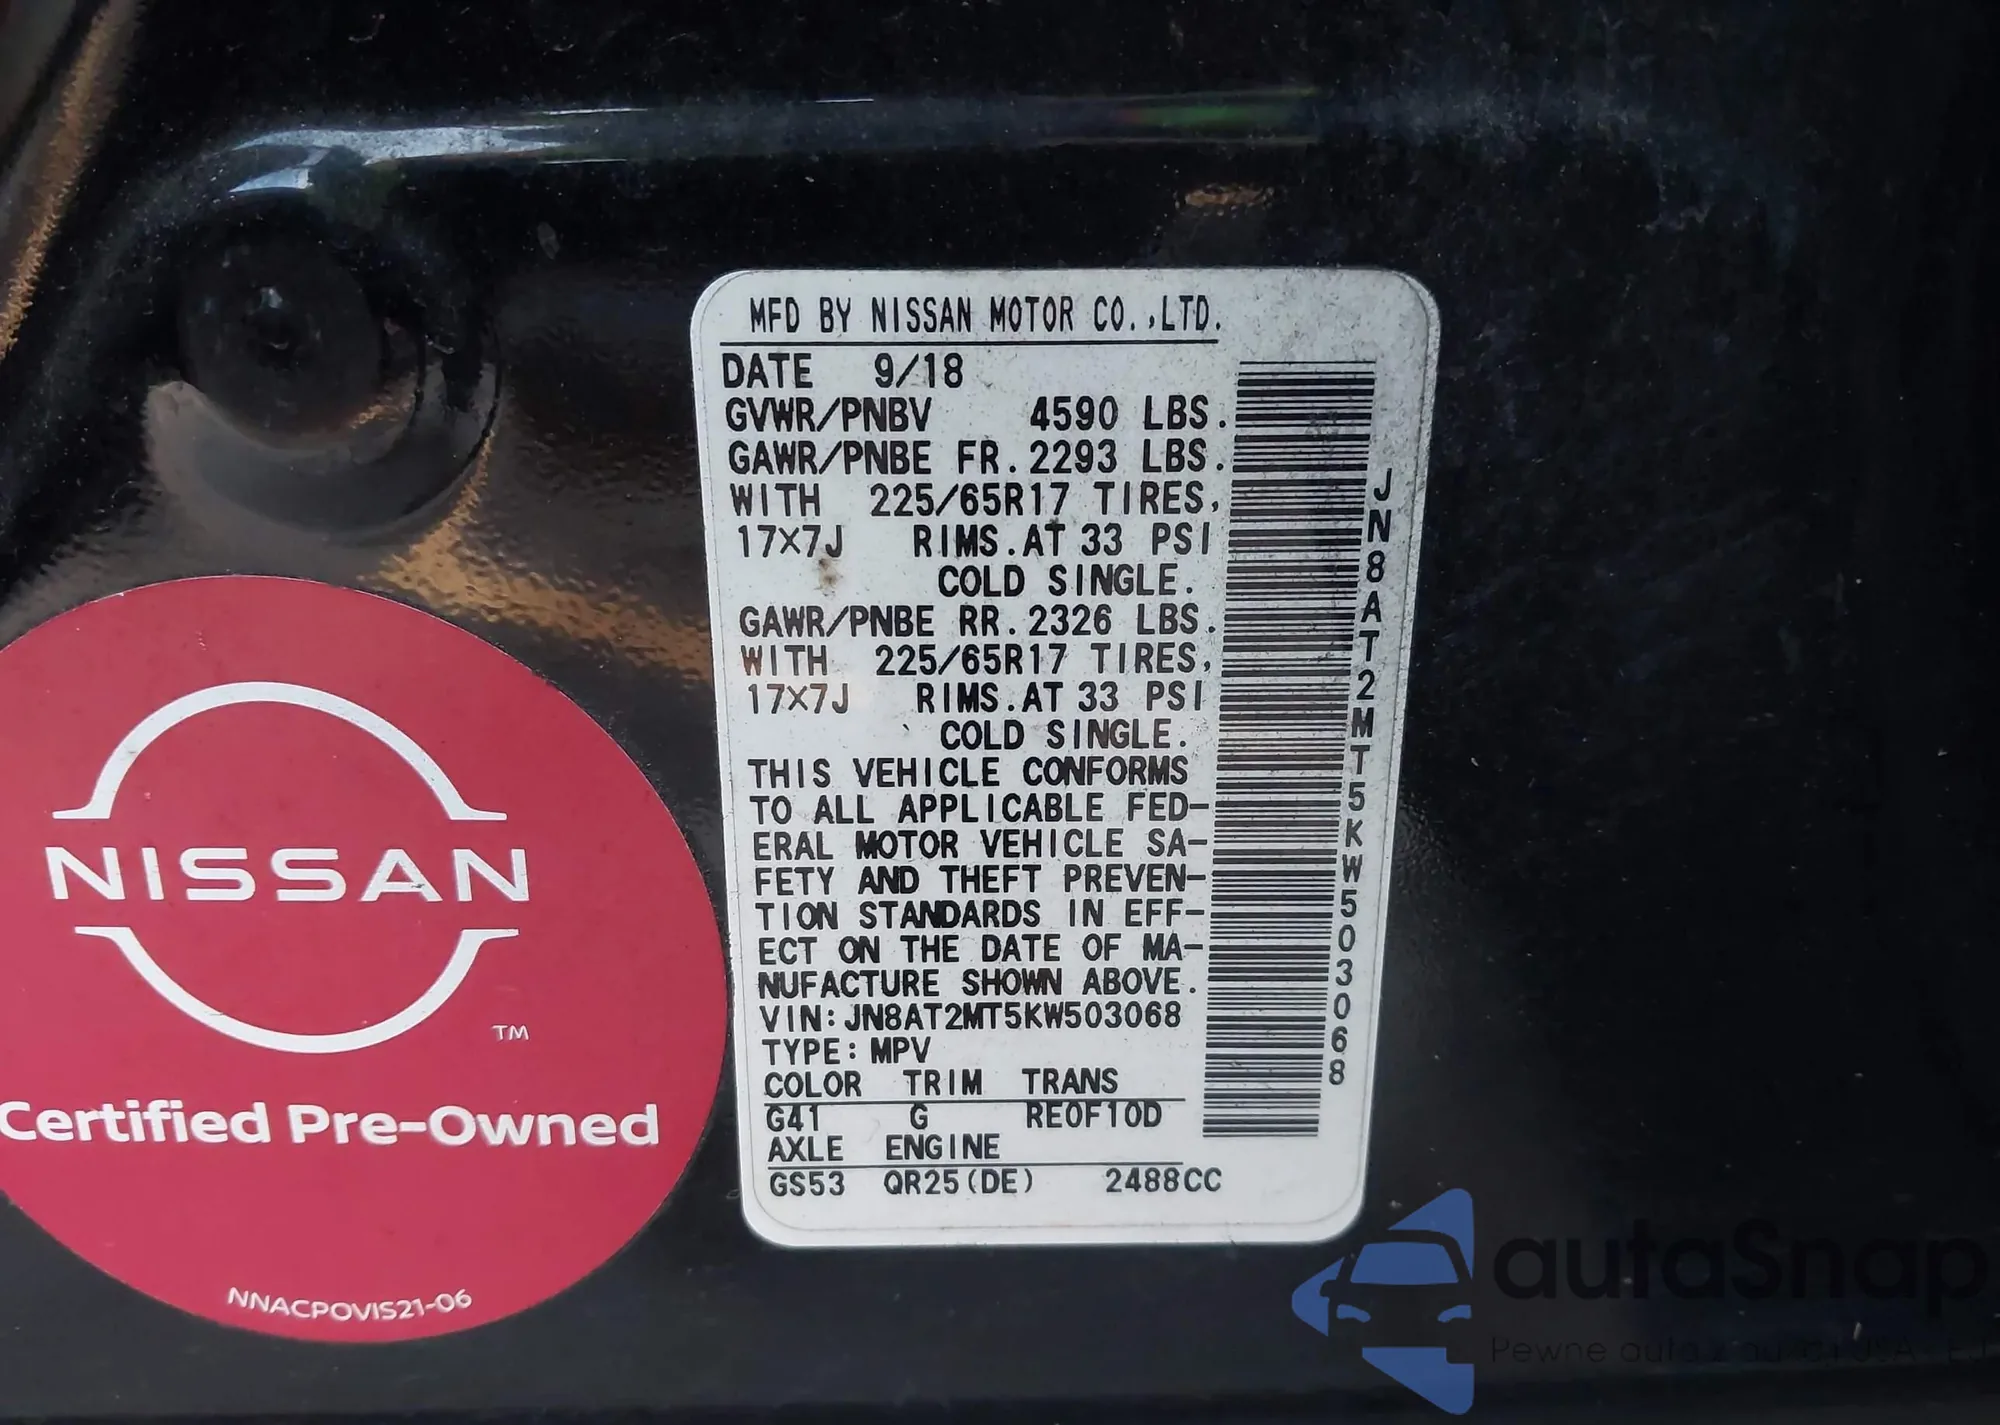 MFD BY NISSAN MOTOR CO.,LTD.
DATE 9/18
GVWR/PNBV 4590 LBS.
GAWR/PNBE FR. 2293 LBS.
WITH 225/65R17 TIRES,
17X7J RIMS.AT 33 PSI
COLD SINGLE.
GAWR/PNBE RR. 2326 LBS.
WITH 225/65R17 TIRES,
17X7J RIMS.AT 33 PSI
COLD SINGLE.
THIS VEHICLE CONFORMS
TO ALL APPLICABLE FED-
ERAL MOTOR VEHICLE SA-
FETY AND THEFT PREVEN-
TION STANDARDS IN EFF-
ECT ON THE DATE OF MA-
NUFACTURE SHOWN ABOVE.
VIN:JN8AT2MT5KW503068
TYPE:MPV
COLOR TRIM TRANS
G41 G RE0F10D
AXLE ENGINE
GS53 QR25(DE) 2488CC
JN8AT2MT5KW503068
NISSAN
TM
Certified Pre-Owned
NNACPOVIS21-06
autaSnap
Pewne auta z USA